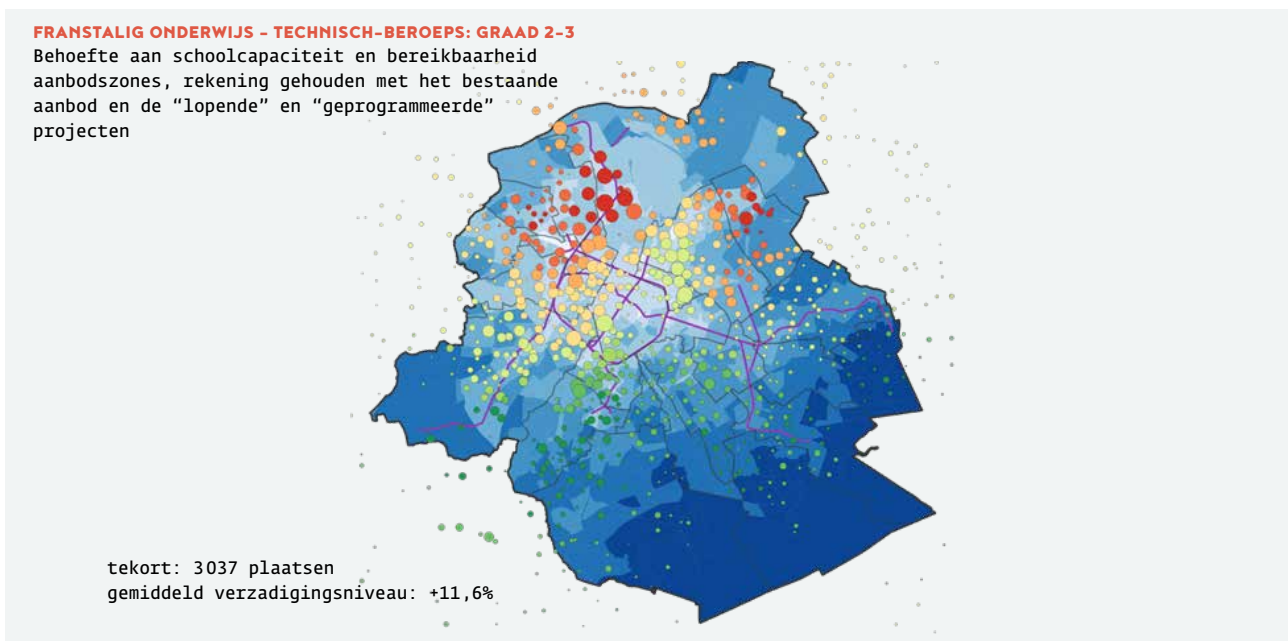 FRANSTALIG ONDERWIJS - TECHNISCH-BEROEPS: GRAAD 2-3
Behoefte aan schoolcapaciteit en bereikbaarheid
aanbodszones, rekening gehouden met het bestaande
aanbod en de “lopende” en “geprogrammeerde”
projecten
tekort: 3037 plaatsen
gemiddeld verzadigingsniveau: +11,6%